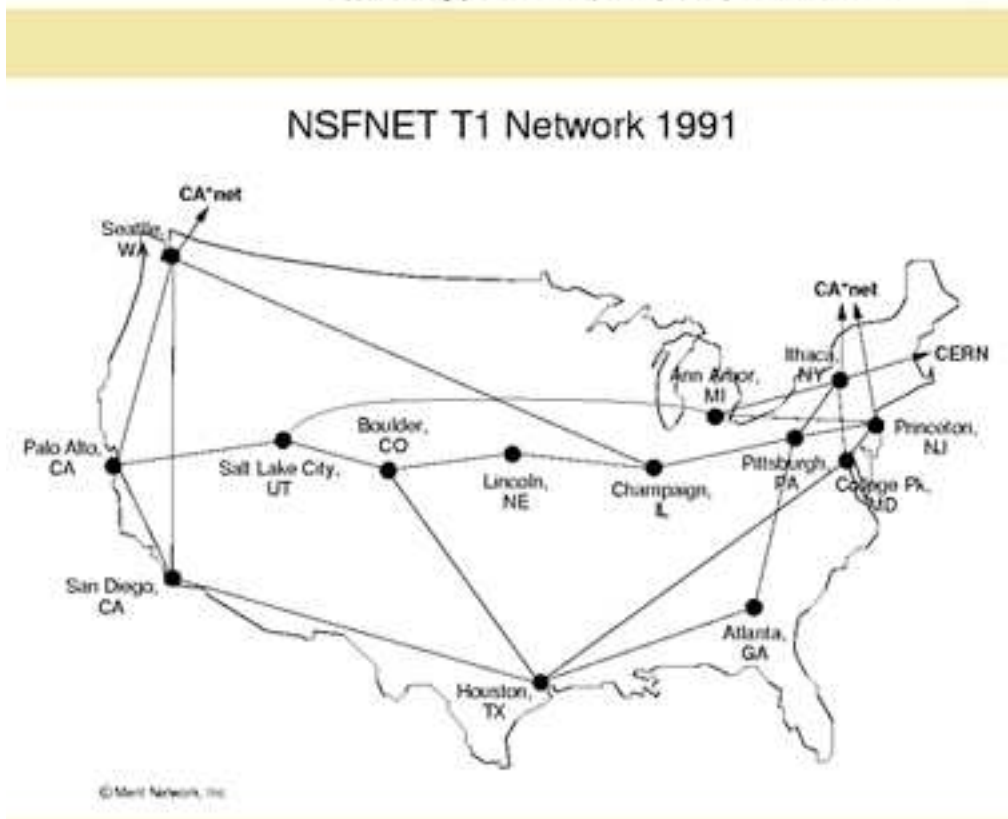 NSFNET T1 Network 1991
CA*net
Seattle,
WA
CA*net
Ithaca,
NY
CERN
Ann Arbor,
MI
Boulder,
CO
Princeton,
NJ
Palo Alto,
CA
Salt Lake City,
UT
Lincoln,
NE
Champaign,
IL
Pittsburgh,
PA
College Pk,
MD
San Diego,
CA
Atlanta,
GA
Houston,
TX
© Merit Network, Inc.